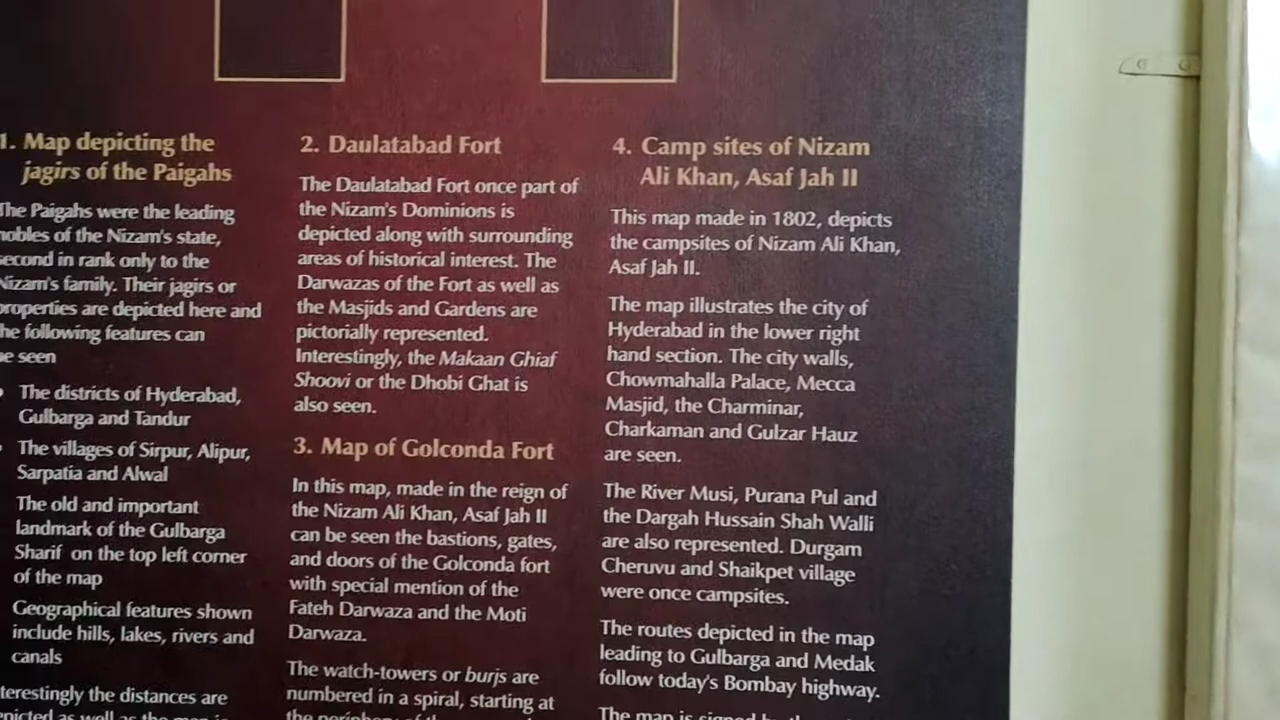 1. Map depicting the
jagirs of the Paigahs
The Paigahs were the leading
nobles of the Nizam's state,
second in rank only to the
Nizam's family. Their jagirs or
properties are depicted here and
the following features can
be seen
The districts of Hyderabad,
Gulbarga and Tandur
The villages of Sirpur, Alipur,
Sarpatia and Alwal
The old and important
landmark of the Gulbarga
Sharif on the top left corner
of the map
Geographical features shown
include hills, lakes, rivers and
canals
the distances are
as well as the
2. Daulatabad Fort
The Daulatabad Fort once part of
the Nizam's Dominions is
depicted along with surrounding
areas of historical interest. The
Darwazas of the Fort as well as
the Masjids and Gardens are
pictorially represented.
Interestingly, the Makaan Ghiaf
Shoovi or the Dhobi Ghat is
also seen.
3. Map of Golconda Fort
In this map, made in the reign of
the Nizam Ali Khan, Asaf Jah II
can be seen the bastions, gates,
and doors of the Golconda fort
with special mention of the
Fateh Darwaza and the Moti
Darwaza.
The watch-towers or burjs are
numbered in a spiral, starting at
4. Camp sites of Nizam
Ali Khan, Asaf Jah II
This map made in 1802, depicts
the campsites of Nizam Ali Khan,
Asaf Jah II.
The map illustrates the city of
Hyderabad in the lower right
hand section. The city walls,
Chowmahalla Palace, Mecca
Masjid, the Charminar,
Charkaman and Gulzar Hauz
are seen.
The River Musi, Purana Pul and
the Dargah Hussain Shah Walli
are also represented. Durgam
Cheruvu and Shaikpet village
were once campsites.
The routes depicted in the map
leading to Gulbarga and Medak
follow today's Bombay highway.
The map is signed by the